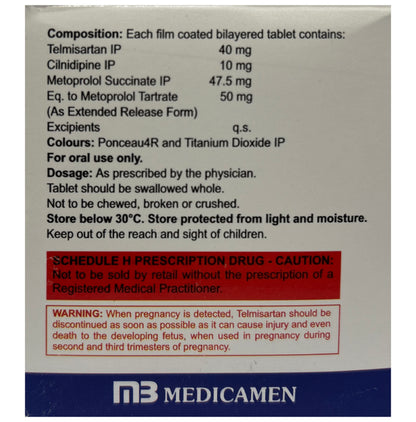 Composition: Each film coated bilayered tablet contains:
Telmisartan IP 40 mg
Cilnidipine IP 10 mg
Metoprolol Succinate IP 47.5 mg
Eq. to Metoprolol Tartrate 50 mg
(As Extended Release Form)
Excipients q.s.
Colours: Ponceau4R and Titanium Dioxide IP
For oral use only.
Dosage: As prescribed by the physician.
Tablet should be swallowed whole.
Not to be chewed, broken or crushed.
Store below 30°C. Store protected from light and moisture.
Keep out of the reach and sight of children.
SCHEDULE H PRESCRIPTION DRUG - CAUTION:
Not to be sold by retail without the prescription of a
Registered Medical Practitioner.
WARNING: When pregnancy is detected, Telmisartan should be
discontinued as soon as possible as it can cause injury and even
death to the developing fetus, when used in pregnancy during
second and third trimesters of pregnancy.
MB MEDICAMEN